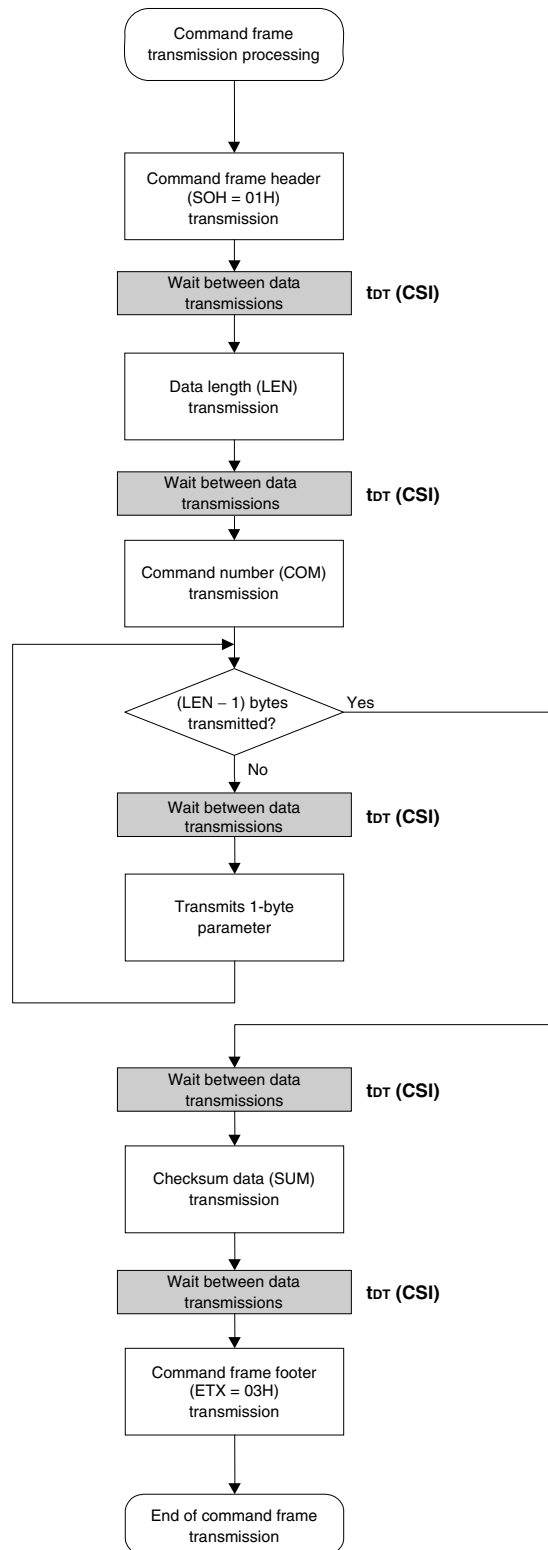 Command frame
transmission processing
Command frame header
(SOH = 01H)
transmission
Wait between data
transmissions
tDT (CSI)
Data length (LEN)
transmission
Wait between data
transmissions
tDT (CSI)
Command number (COM)
transmission
(LEN − 1) bytes
transmitted?
Yes
No
Wait between data
transmissions
tDT (CSI)
Transmits 1-byte
parameter
Wait between data
transmissions
tDT (CSI)
Checksum data (SUM)
transmission
Wait between data
transmissions
tDT (CSI)
Command frame footer
(ETX = 03H)
transmission
End of command frame
transmission